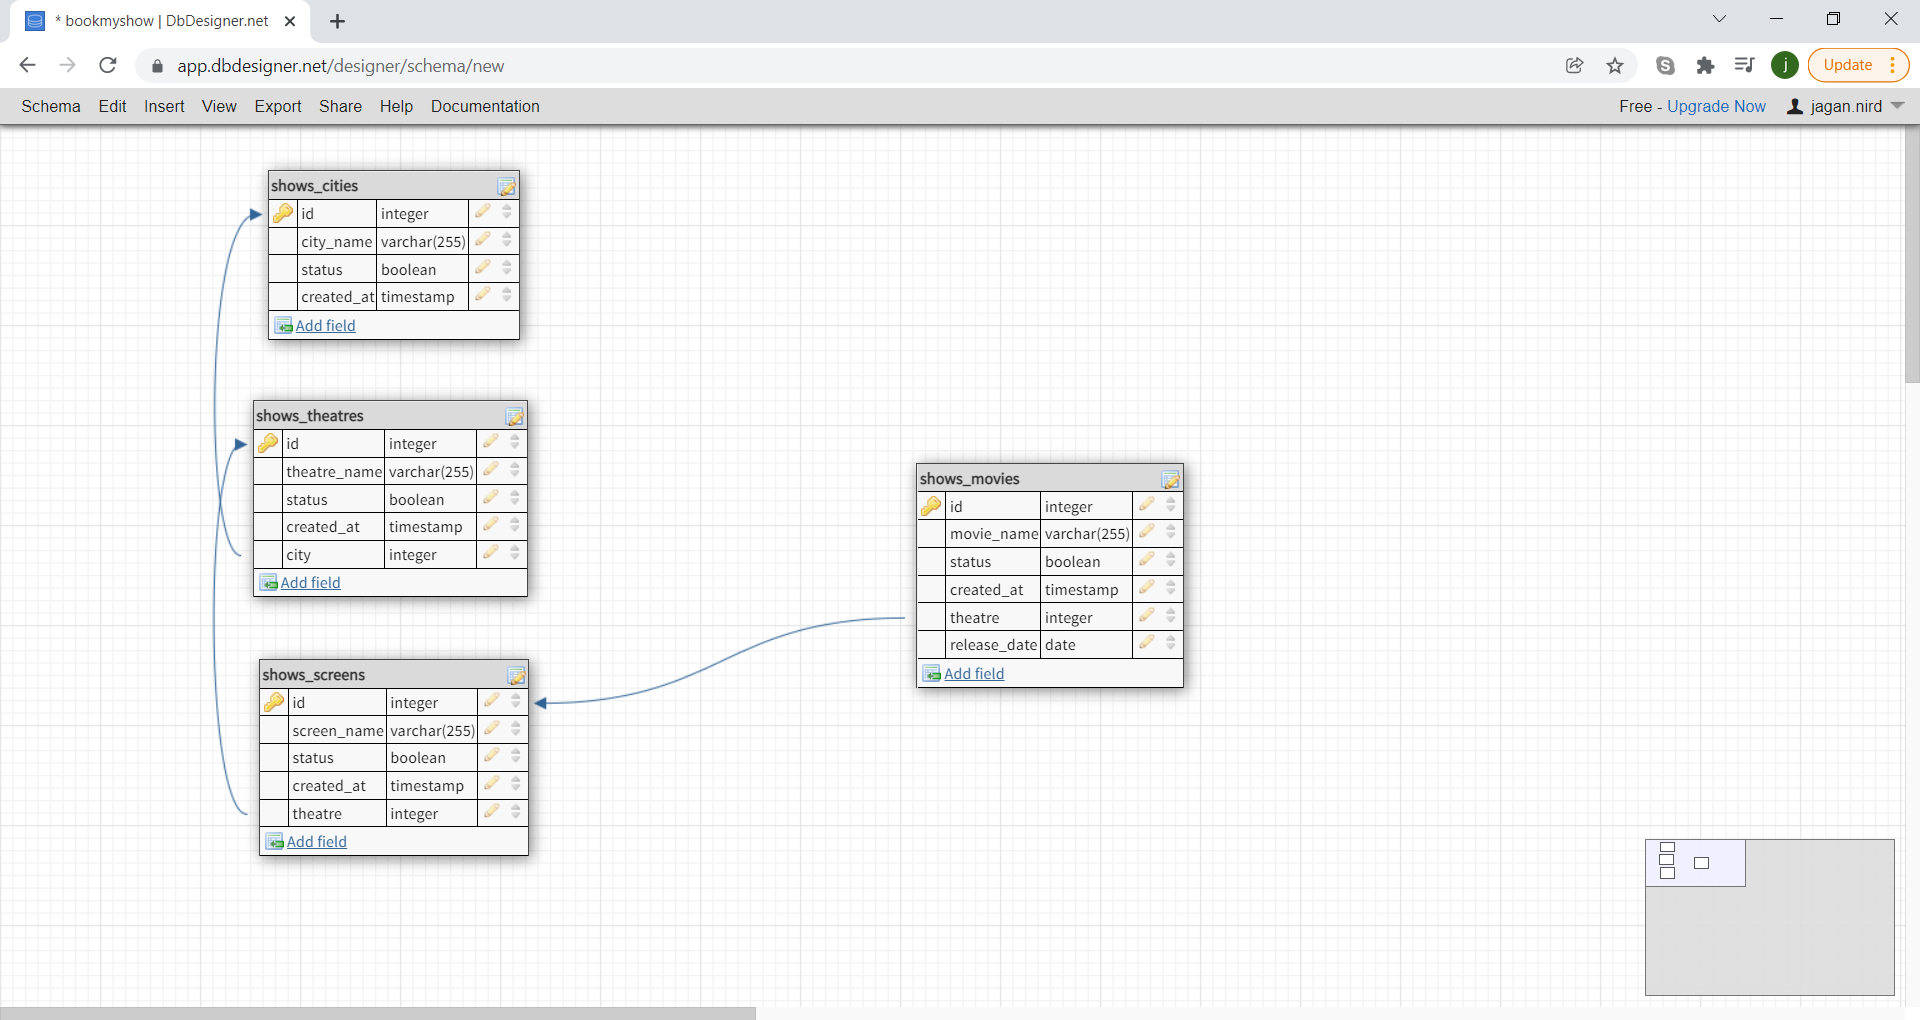 * bookmyshow | DbDesigner.net
app.dbdesigner.net/designer/schema/new
j
Update
Schema Edit Insert View Export Share Help Documentation
Free - Upgrade Now jagan.nird
shows_cities
id integer
city_name varchar(255)
status boolean
created_at timestamp
Add field
shows_theatres
id integer
theatre_name varchar(255)
status boolean
created_at timestamp
city integer
Add field
shows_screens
id integer
screen_name varchar(255)
status boolean
created_at timestamp
theatre integer
Add field
shows_movies
id integer
movie_name varchar(255)
status boolean
created_at timestamp
theatre integer
release_date date
Add field